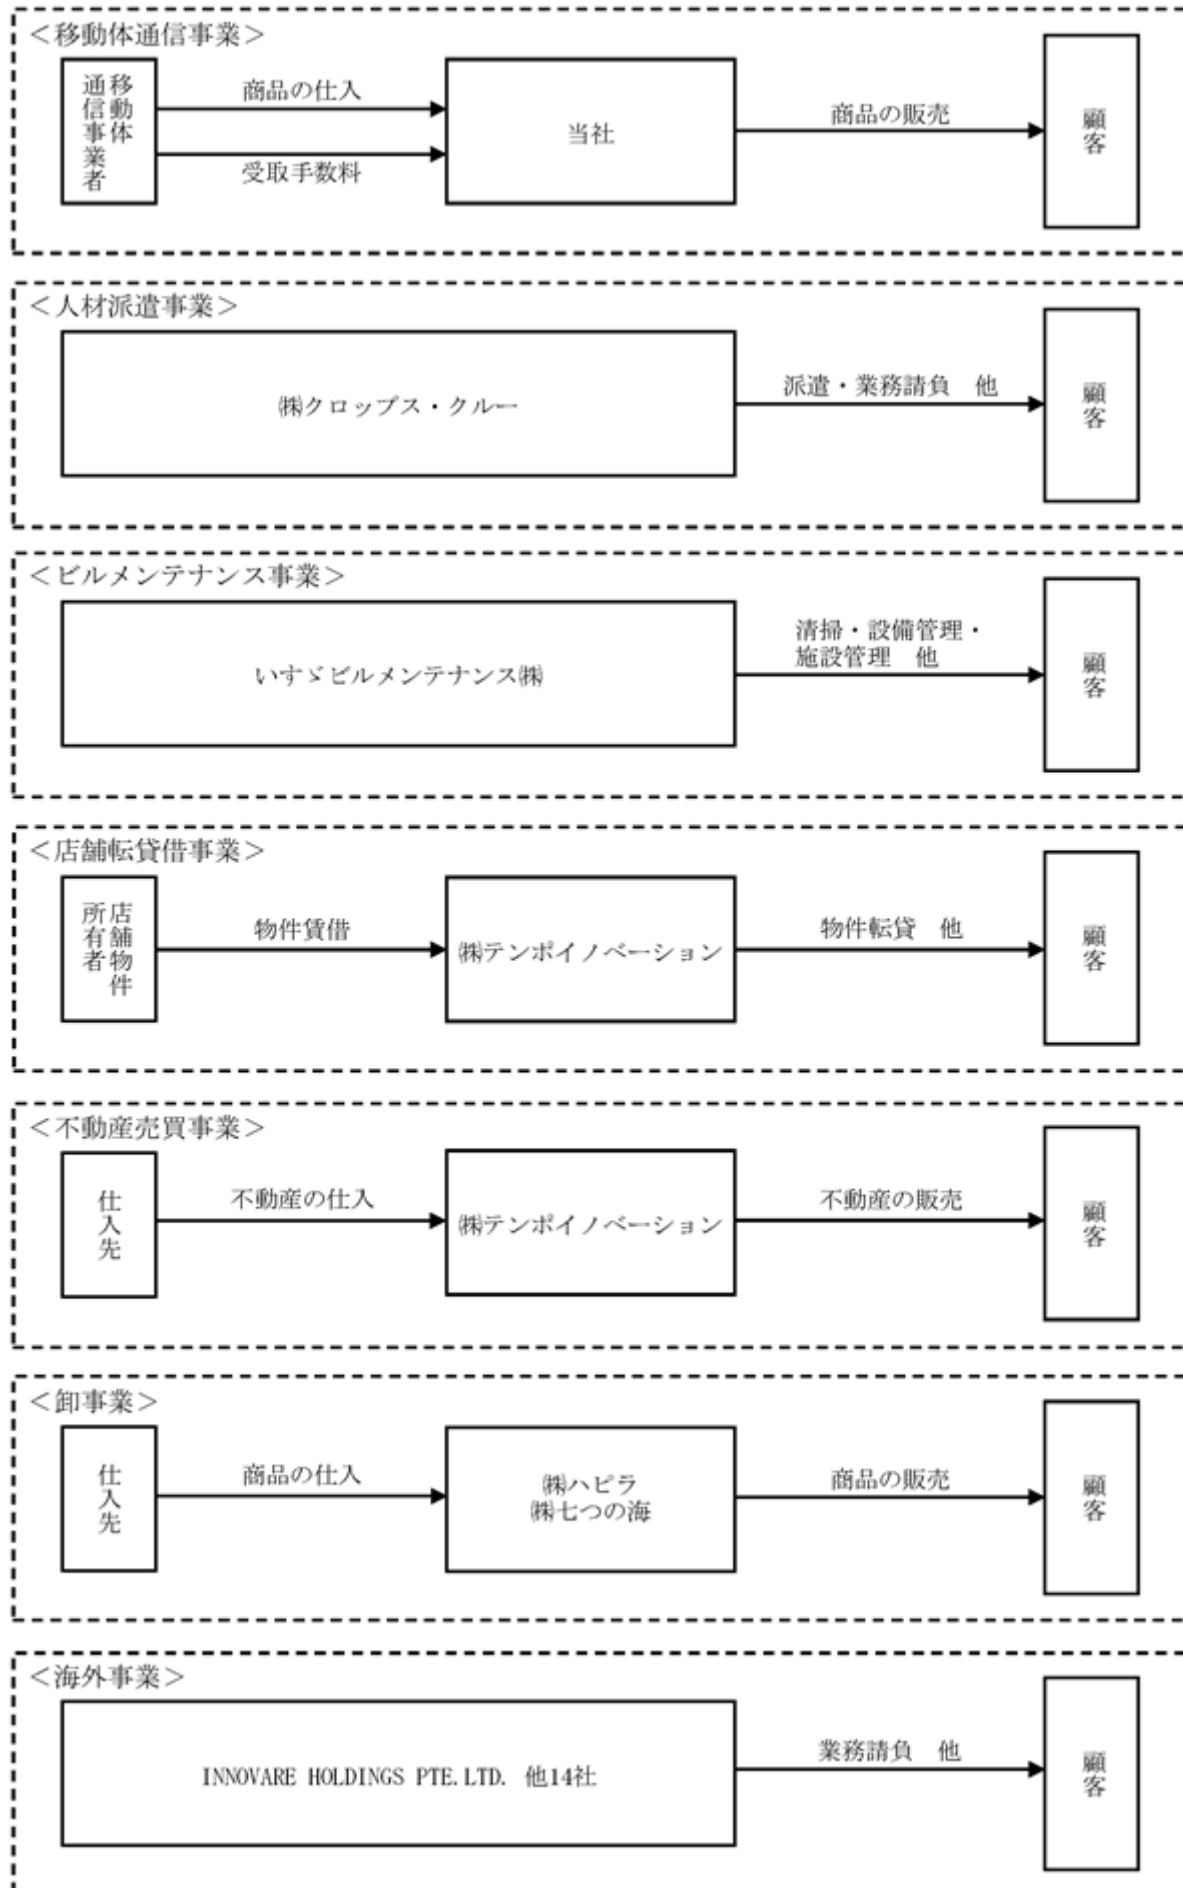 ＜移動体通信事業＞
移動体
通信事業者
商品の仕入
受取手数料
当社
商品の販売
顧客
＜人材派遣事業＞
㈱クロップス・クルー
派遣・業務請負　他
顧客
＜ビルメンテナンス事業＞
いすゞビルメンテナンス㈱
清掃・設備管理・
施設管理　他
顧客
＜店舗転貸借事業＞
店舗物件
所有者
物件賃借
㈱テンポイノベーション
物件転貸　他
顧客
＜不動産売買事業＞
仕入先
不動産の仕入
㈱テンポイノベーション
不動産の販売
顧客
＜卸事業＞
仕入先
商品の仕入
㈱ハピラ
㈱七つの海
商品の販売
顧客
＜海外事業＞
INNOVARE HOLDINGS PTE.LTD. 他14社
業務請負　他
顧客